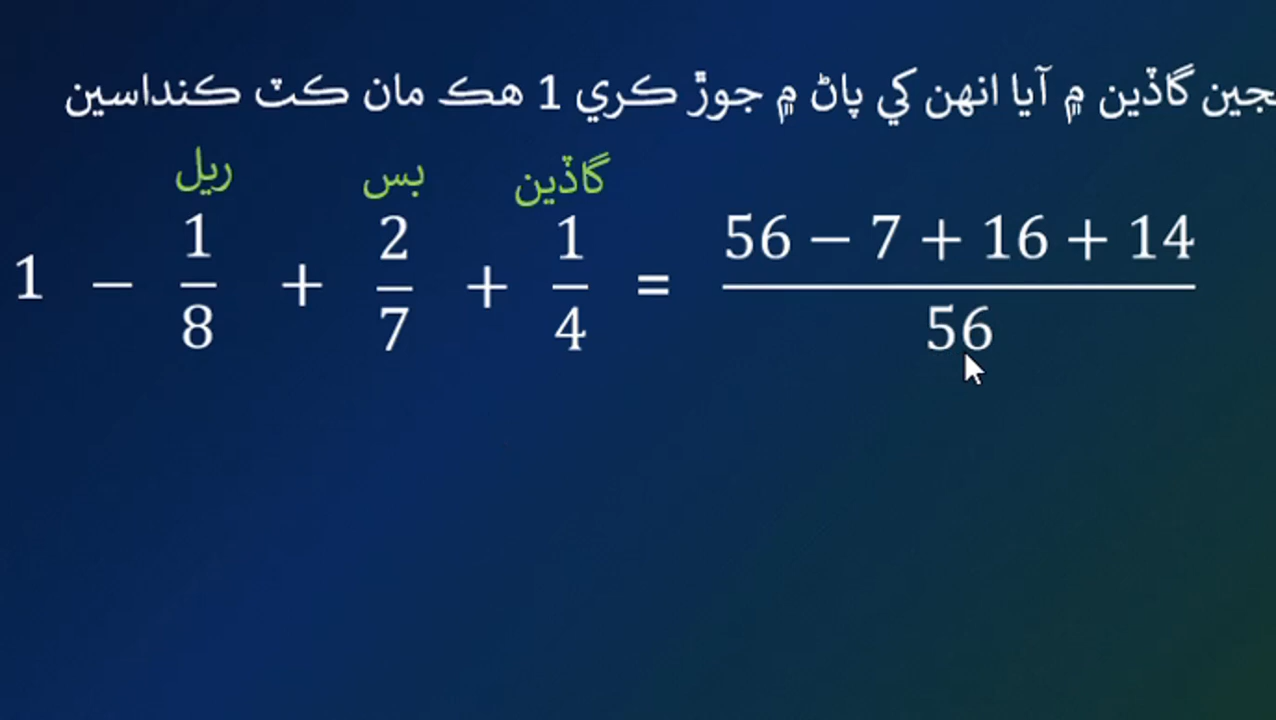 گاڏين ۾ آيا انهن کي پاڻ ۾ جوڙ ڪري 1 هڪ مان ڪٽ ڪنداسين
ريل بس گاڏين
1 − 1/8 + 2/7 + 1/4 = (56 − 7 + 16 + 14)/56